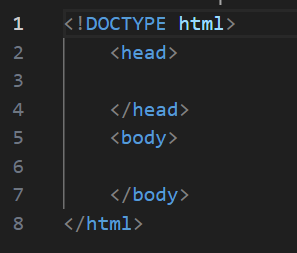 1 <!DOCTYPE html>
2     <head>
3
4     </head>
5     <body>
6
7     </body>
8 </html>